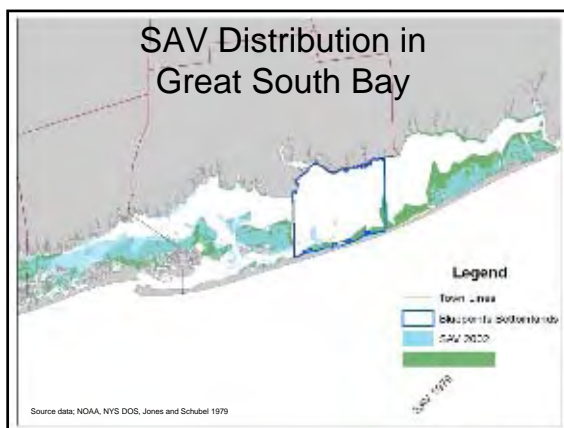 SAV Distribution in
Great South Bay
Legend
Town Lines
Bluepoints Bottomlands
SAV 2002
SAV 1979
Source data; NOAA, NYS DOS, Jones and Schubel 1979